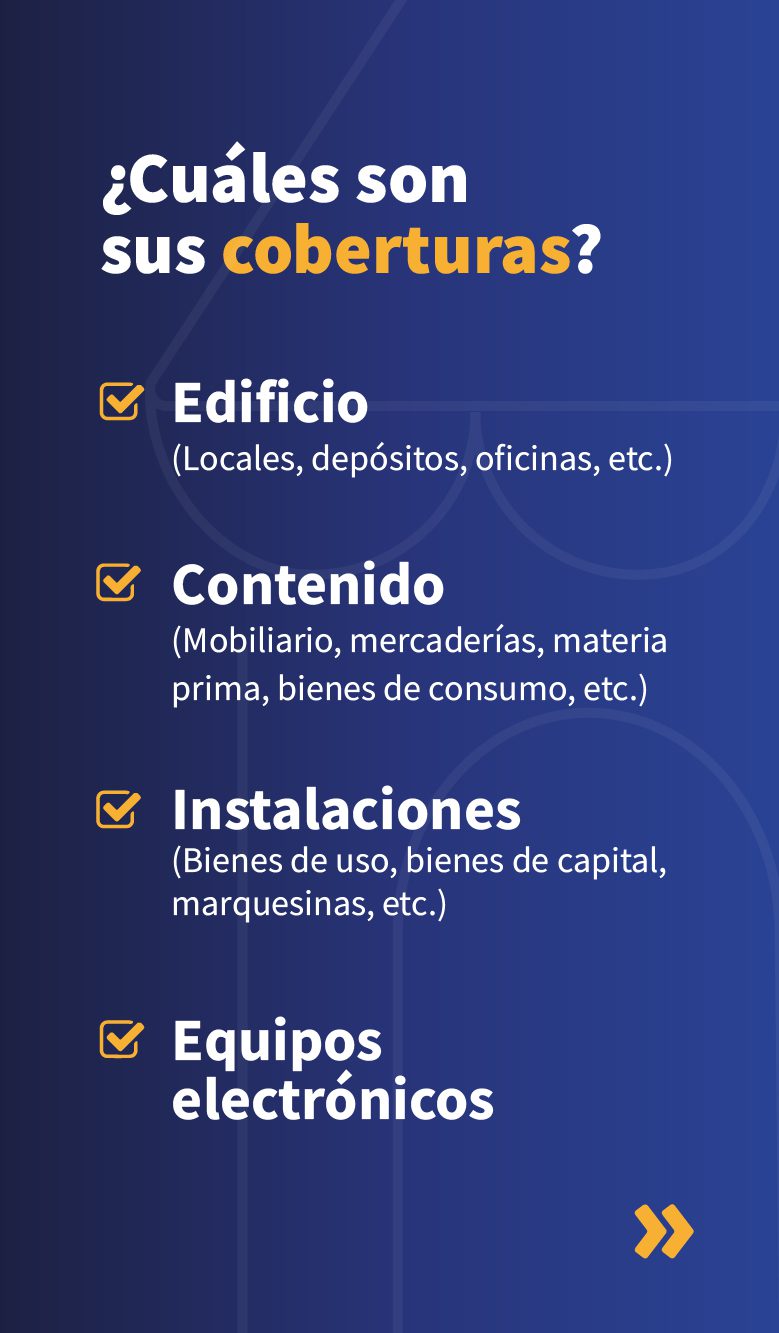 ¿Cuáles son
sus coberturas?
Edificio
(Locales, depósitos, oficinas, etc.)
Contenido
(Mobiliario, mercaderías, materia
prima, bienes de consumo, etc.)
Instalaciones
(Bienes de uso, bienes de capital,
marquesinas, etc.)
Equipos
electrónicos